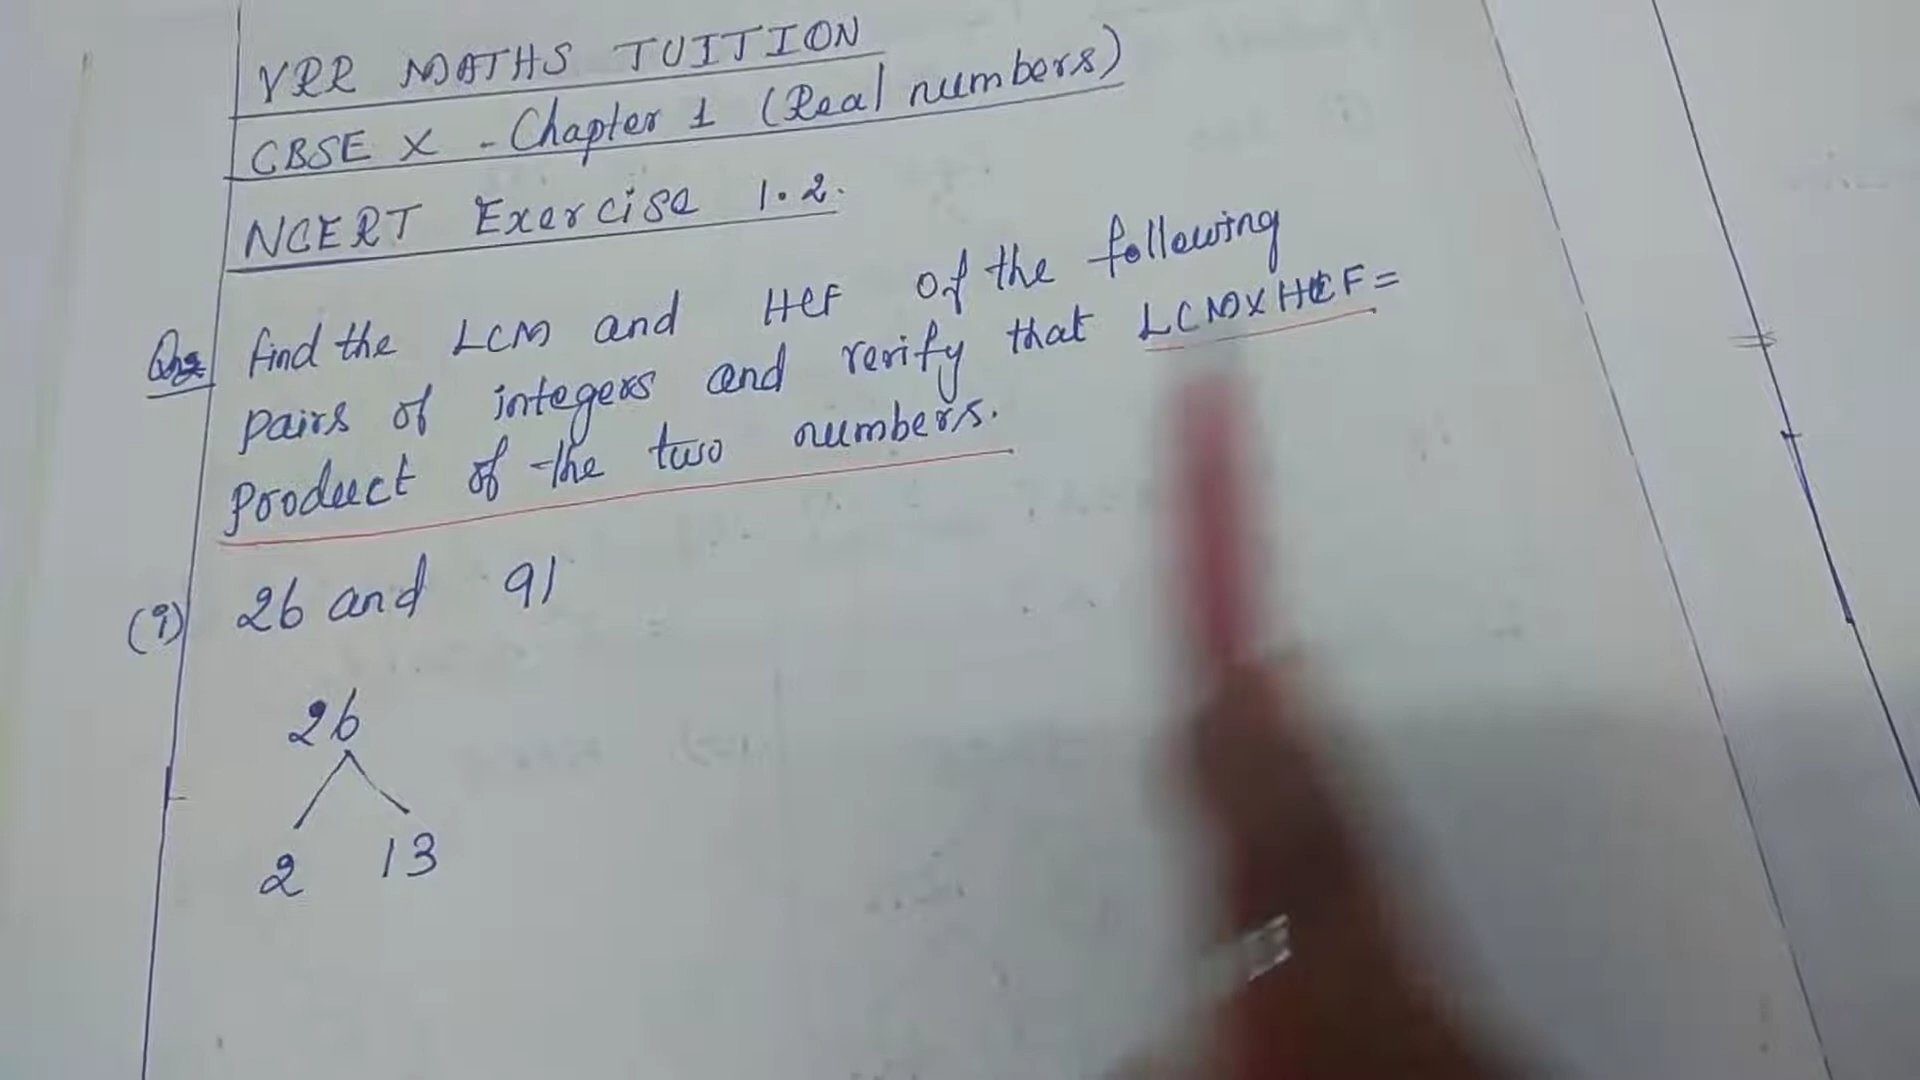 VRR MATHS TUITION
CBSE X - Chapter 1 (Real numbers)
NCERT Exercise 1.2.
find the LCM and HCF of the following
pairs of integers and verify that LCM X HCF =
product of the two numbers.
(i) 26 and 91
26
2 13